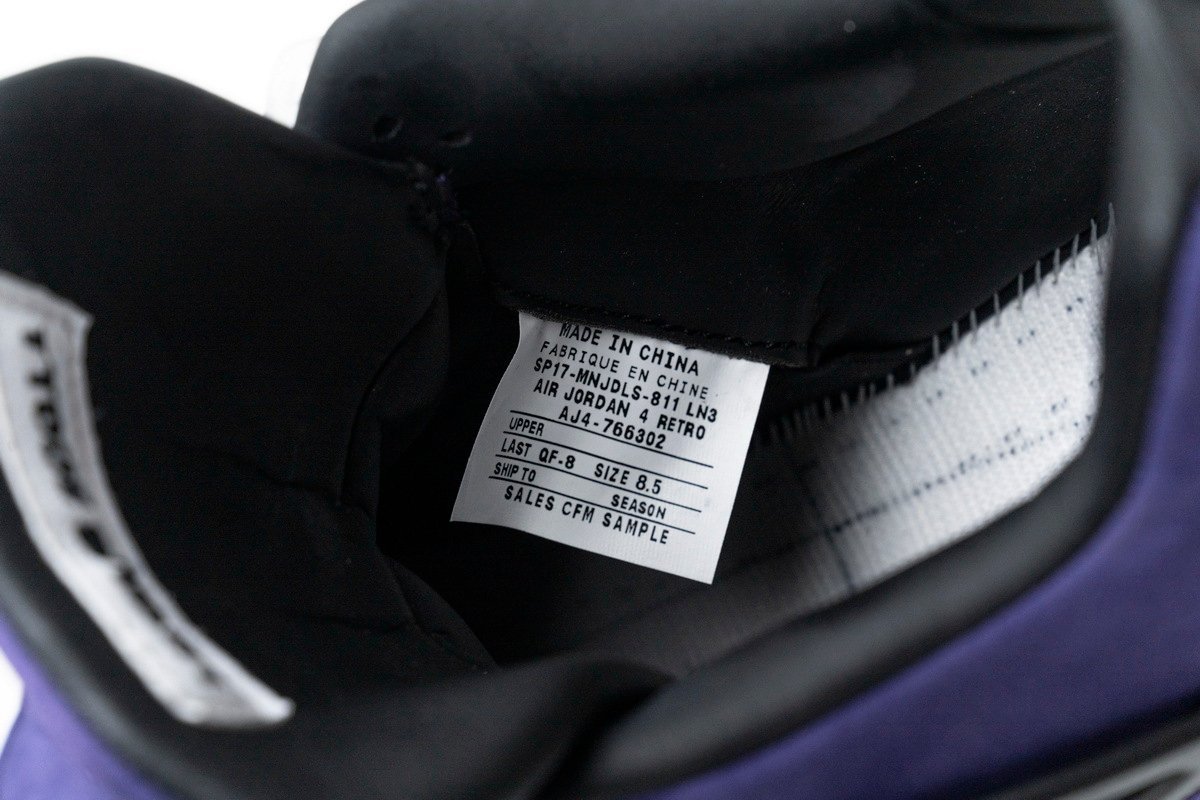 MADE IN CHINA
FABRIQUE EN CHINE
SP17-MNJDLS-811 LN3
AIR JORDAN 4 RETRO
AJ4-766302
UPPER
LAST QF-8 SIZE 8.5
SHIP TO SEASON
SALES CFM SAMPLE